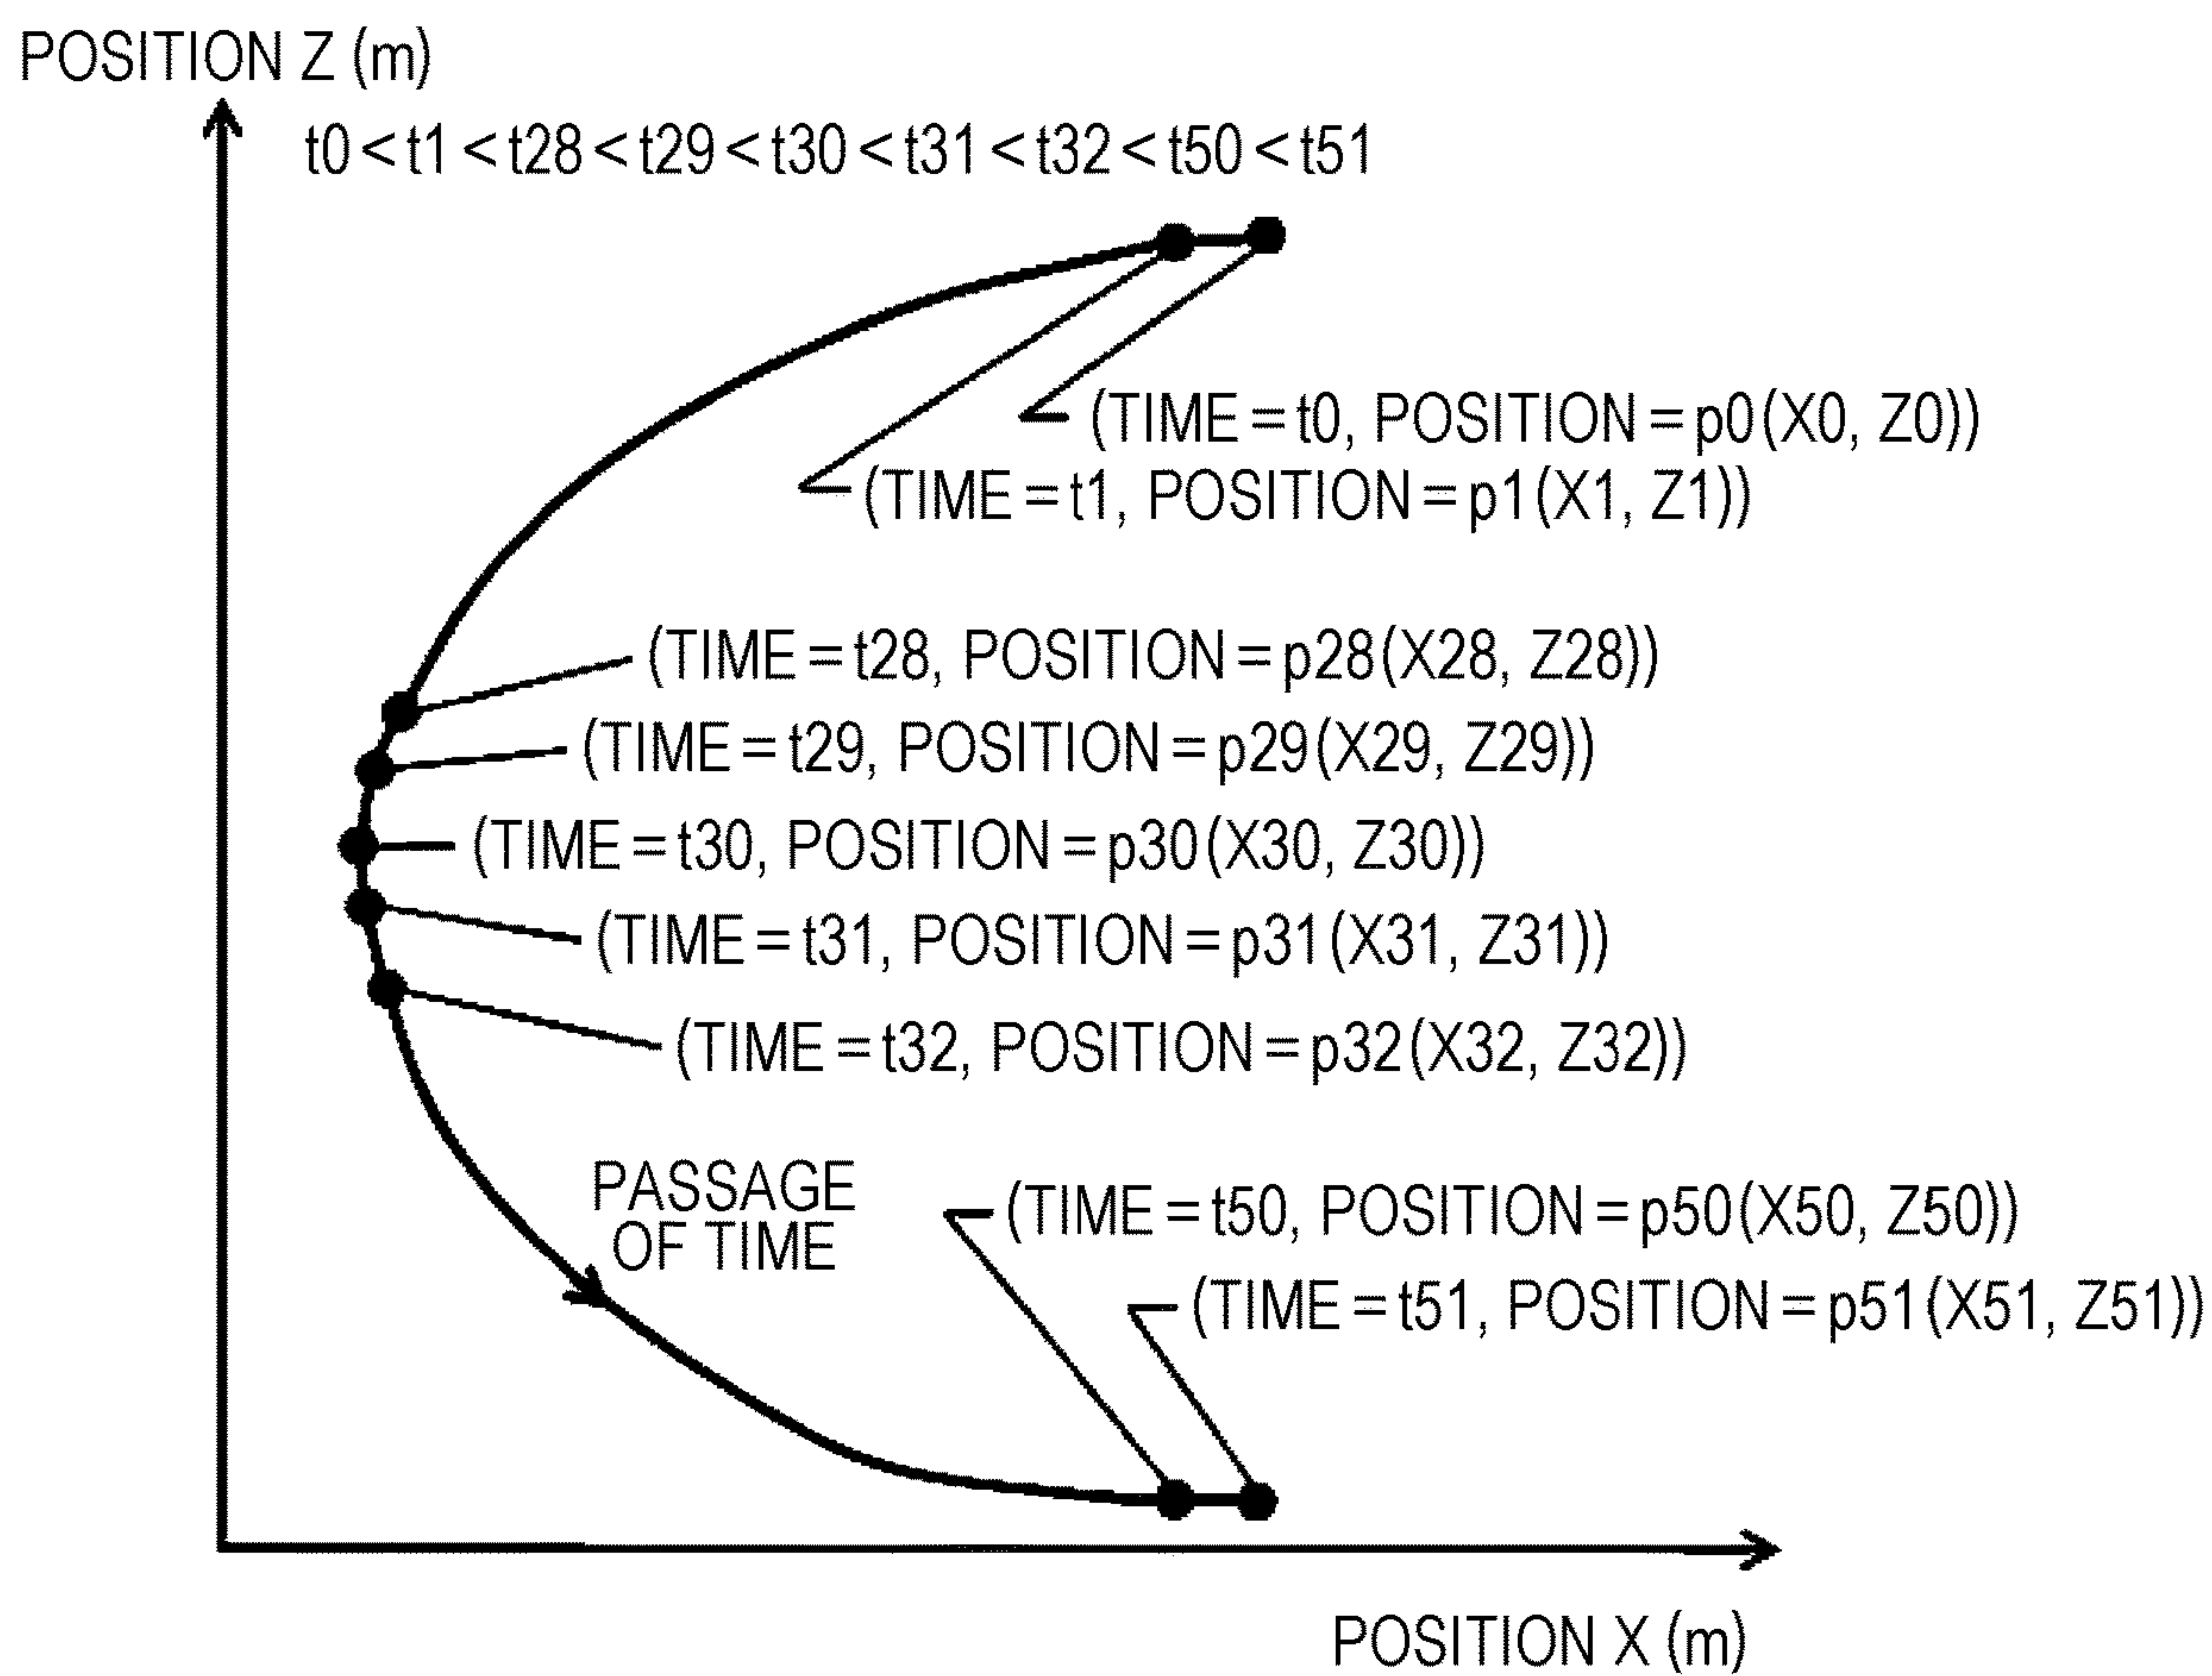 POSITION Z (m)
t0 < t1 < t28 < t29 < t30 < t31 < t32 < t50 < t51
(TIME = t0, POSITION = p0 (X0, Z0))
(TIME = t1, POSITION = p1 (X1, Z1))
(TIME = t28, POSITION = p28 (X28, Z28))
(TIME = t29, POSITION = p29 (X29, Z29))
(TIME = t30, POSITION = p30 (X30, Z30))
(TIME = t31, POSITION = p31 (X31, Z31))
(TIME = t32, POSITION = p32 (X32, Z32))
PASSAGE
OF TIME
(TIME = t50, POSITION = p50 (X50, Z50))
(TIME = t51, POSITION = p51 (X51, Z51))
POSITION X (m)